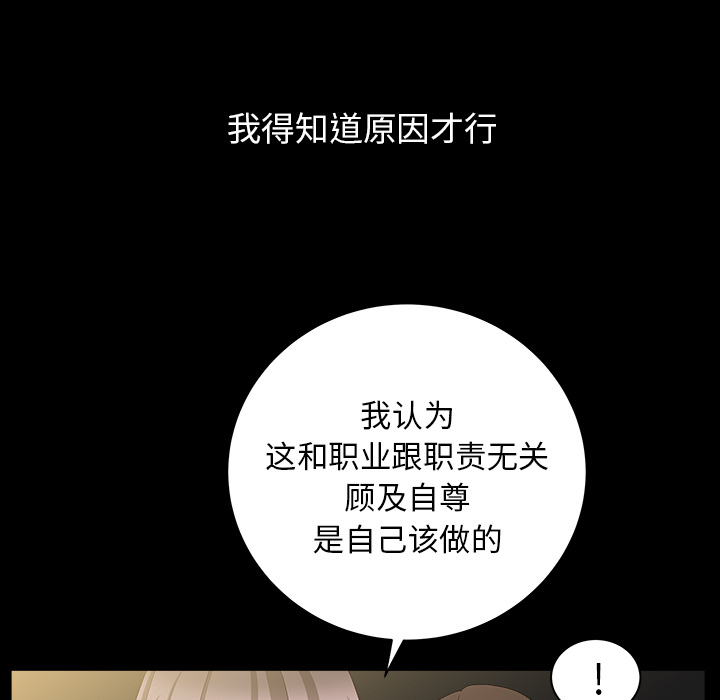 我得知道原因才行
我认为
这和职业跟职责无关
顾及自尊
是自己该做的
!